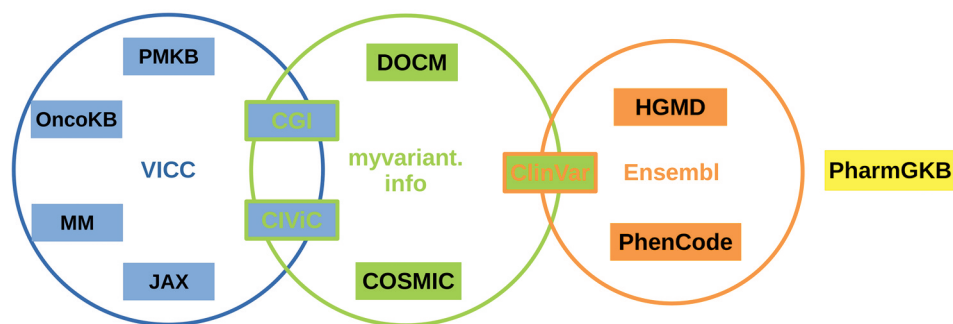 PMKB
OncoKB
VICC
MM
JAX
CGI
CIViC
DOCM
myvariant.
info
COSMIC
ClinVar
HGMD
Ensembl
PhenCode
PharmGKB